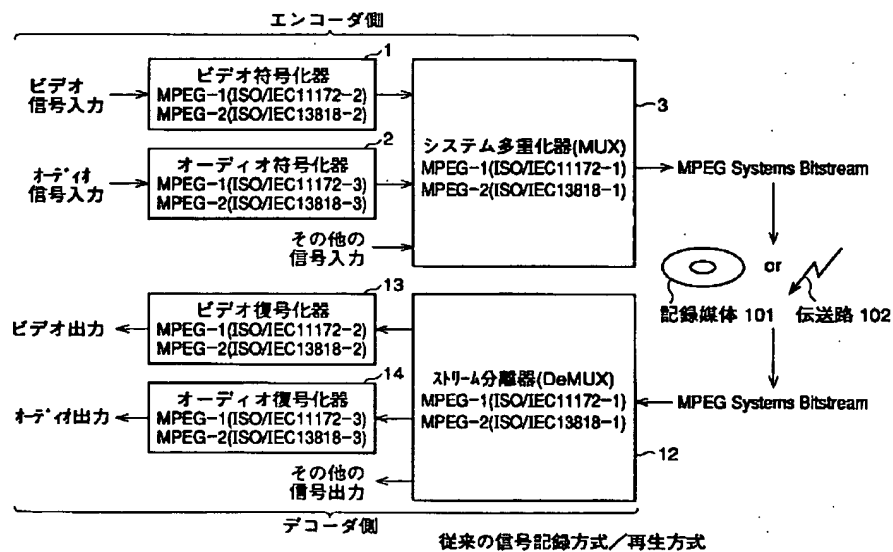 エンコーダ側
1
ビデオ
信号入力
ビデオ符号化器
MPEG-1(ISO/IEC11172-2)
MPEG-2(ISO/IEC13818-2)
2
オーディオ
信号入力
オーディオ符号化器
MPEG-1(ISO/IEC11172-3)
MPEG-2(ISO/IEC13818-3)
その他の
信号入力
3
システム多重化器(MUX)
MPEG-1(ISO/IEC11172-1)
MPEG-2(ISO/IEC13818-1)
MPEG Systems Bitstream
or
記録媒体 101
伝送路 102
13
ビデオ出力
ビデオ復号化器
MPEG-1(ISO/IEC11172-2)
MPEG-2(ISO/IEC13818-2)
14
オーディオ出力
オーディオ復号化器
MPEG-1(ISO/IEC11172-3)
MPEG-2(ISO/IEC13818-3)
その他の
信号出力
ストリーム分離器(DeMUX)
MPEG-1(ISO/IEC11172-1)
MPEG-2(ISO/IEC13818-1)
MPEG Systems Bitstream
12
デコーダ側
従来の信号記録方式/再生方式